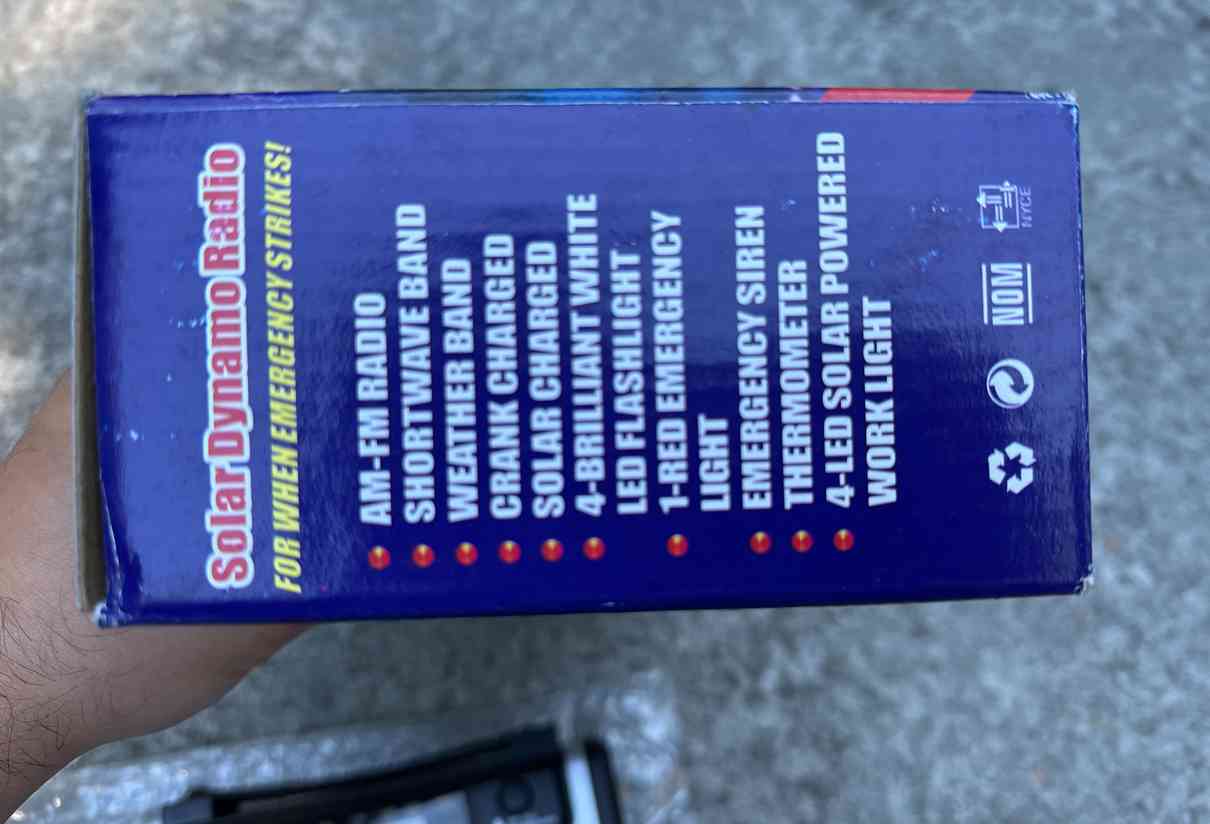 Solar Dynamo Radio
FOR WHEN EMERGENCY STRIKES!
AM-FM RADIO
SHORTWAVE BAND
WEATHER BAND
CRANK CHARGED
SOLAR CHARGED
4-BRILLIANT WHITE
LED FLASHLIGHT
1-RED EMERGENCY
LIGHT
EMERGENCY SIREN
THERMOMETER
4-LED SOLAR POWERED
WORK LIGHT
NOM
NYCE